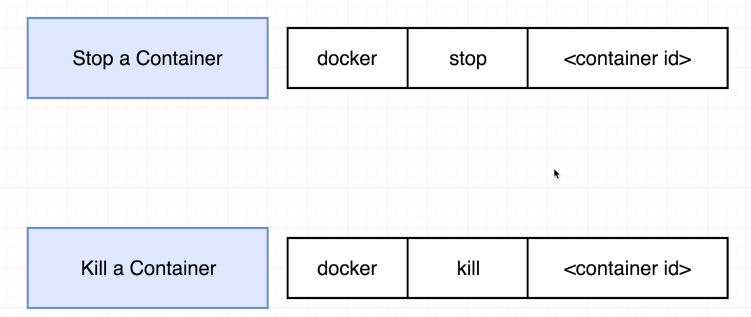 Stop a Container docker stop <container id>
Kill a Container docker kill <container id>